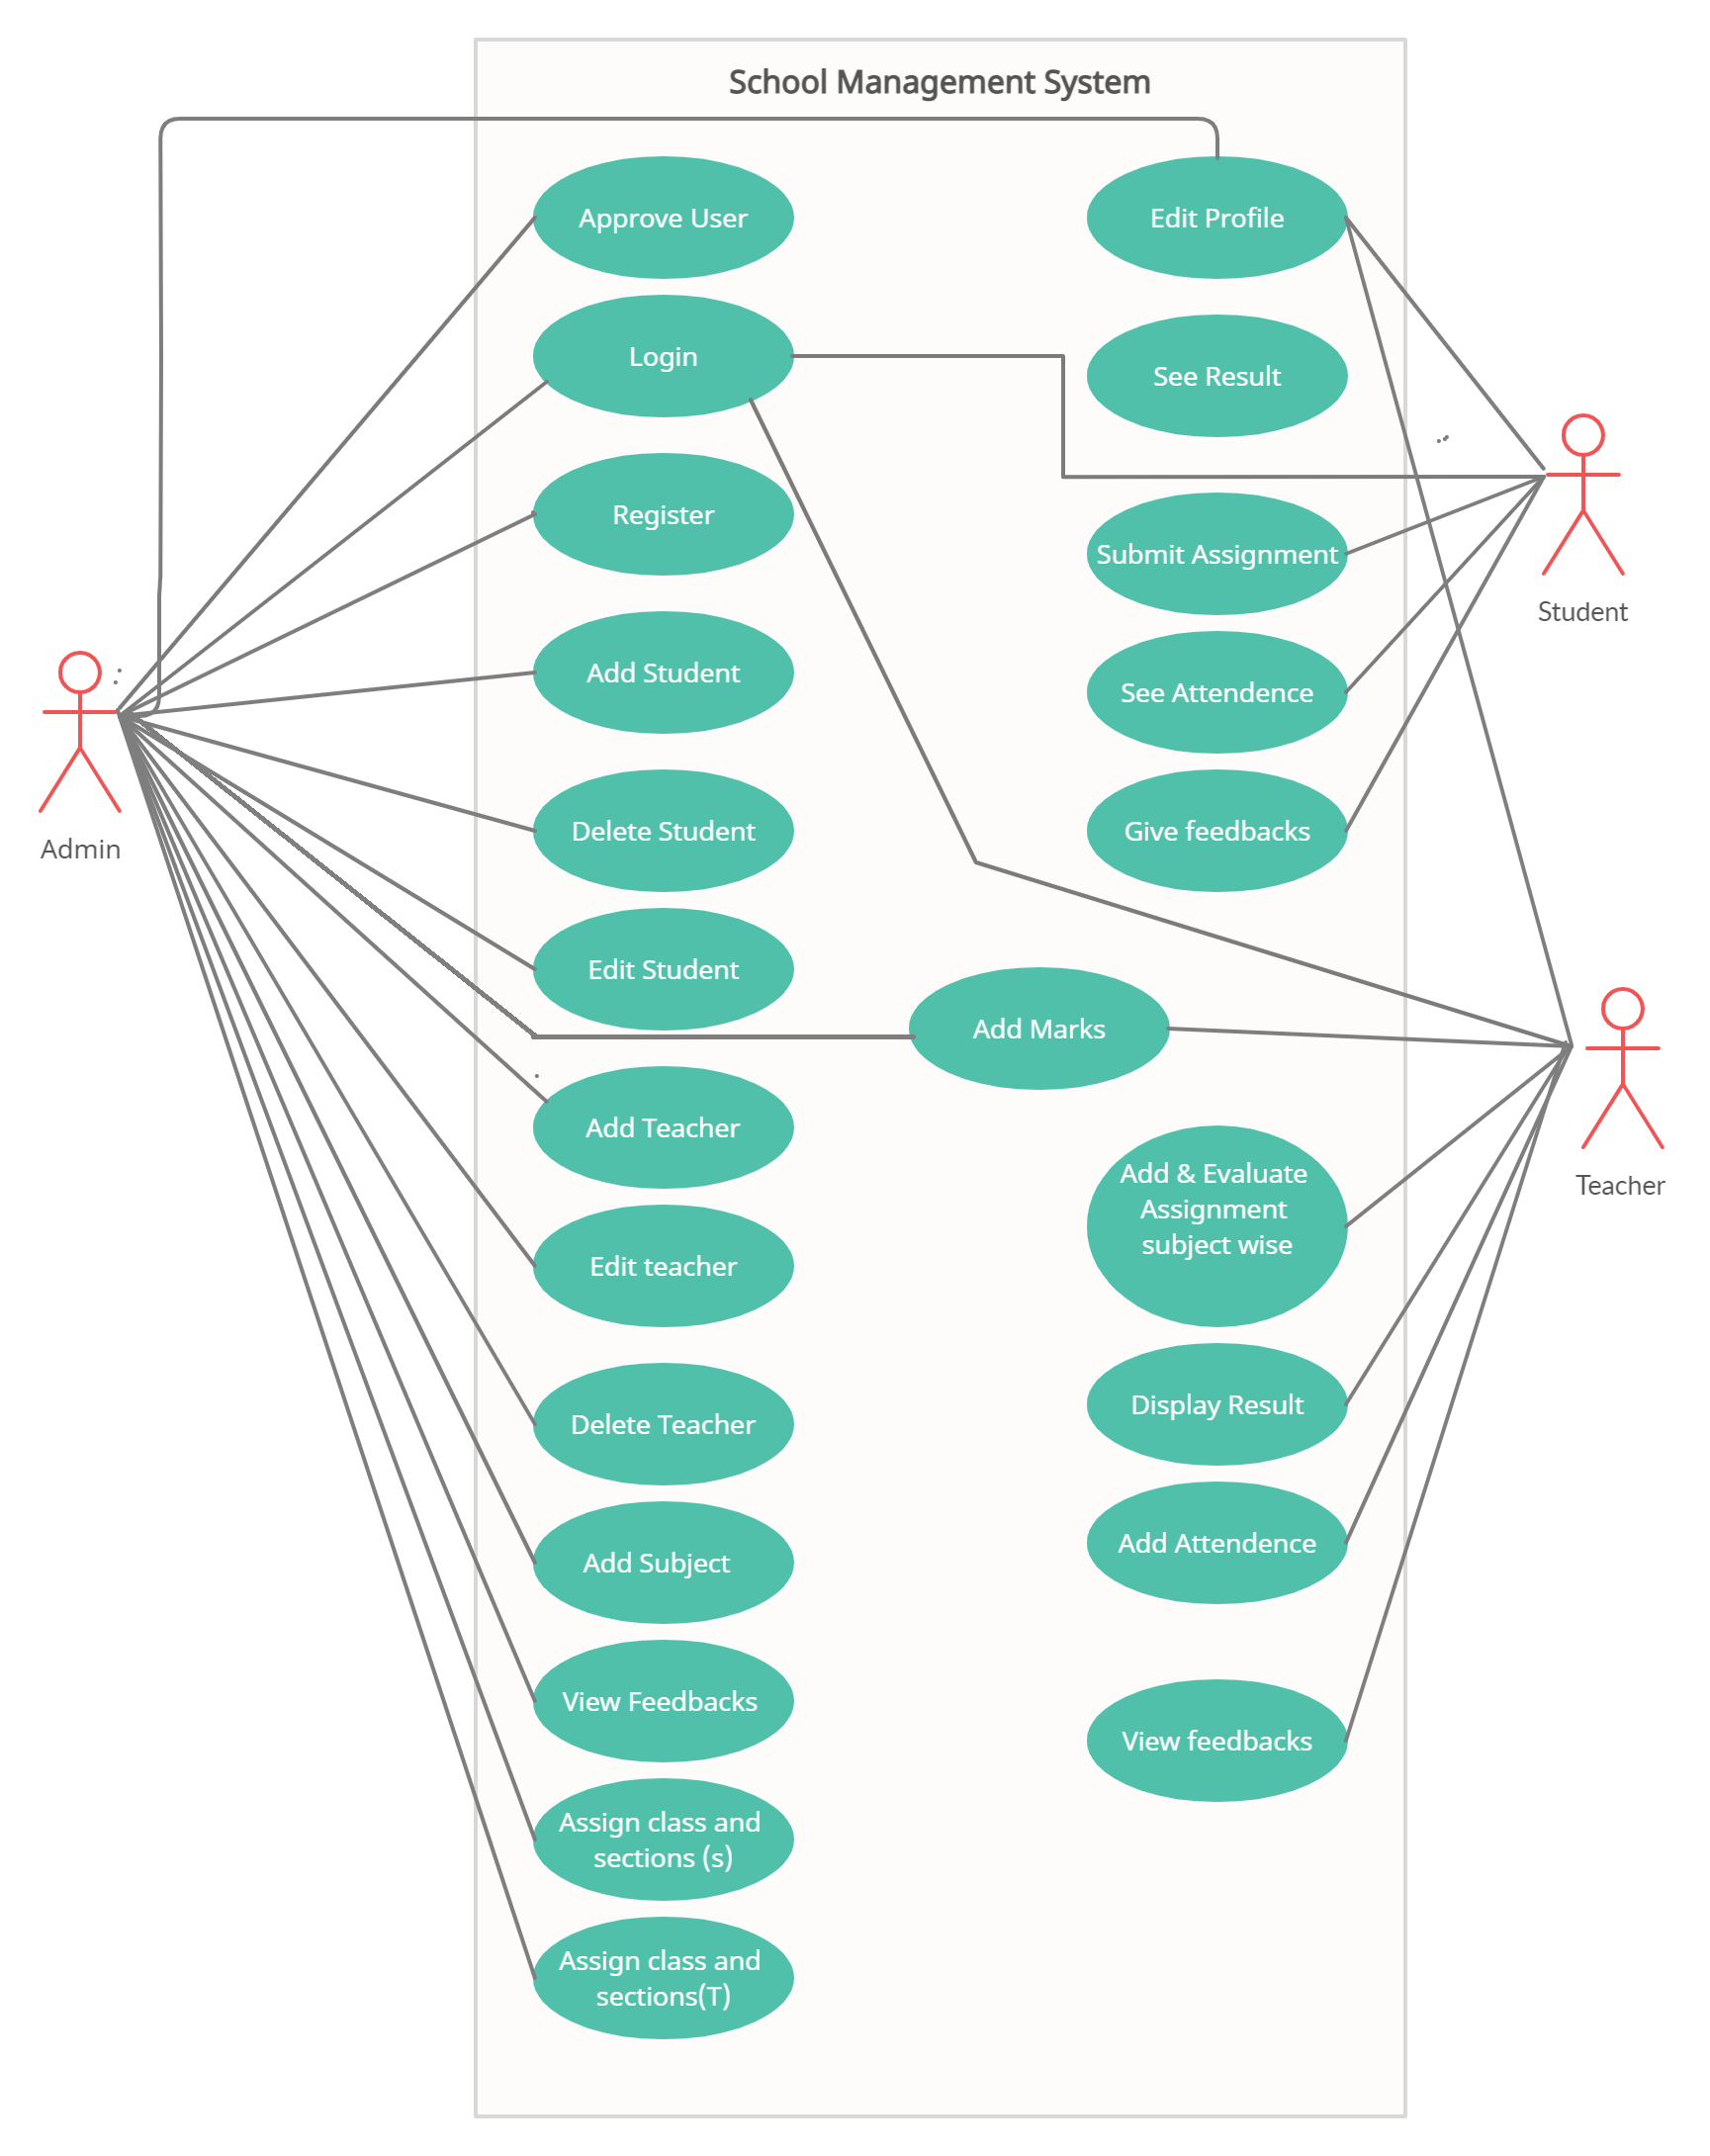 School Management System
Approve User
Edit Profile
Login
See Result
Register
Submit Assignment
Student
Add Student
See Attendence
Admin
Delete Student
Give feedbacks
Edit Student
Add Marks
Add Teacher
Add & Evaluate
Assignment
subject wise
Teacher
Edit teacher
Delete Teacher
Display Result
Add Subject
Add Attendence
View Feedbacks
View feedbacks
Assign class and
sections (s)
Assign class and
sections(T)